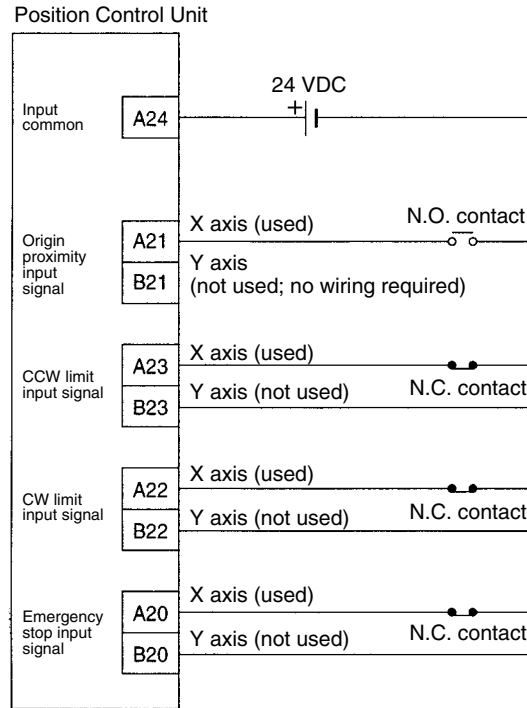 Position Control Unit
24 VDC
+
Input
common
A24
X axis (used)
N.O. contact
Origin
proximity
input
signal
A21
B21
Y axis
(not used; no wiring required)
X axis (used)
CCW limit
input signal
A23
B23
Y axis (not used)
N.C. contact
X axis (used)
CW limit
input signal
A22
B22
Y axis (not used)
N.C. contact
X axis (used)
Emergency
stop input
signal
A20
B20
Y axis (not used)
N.C. contact